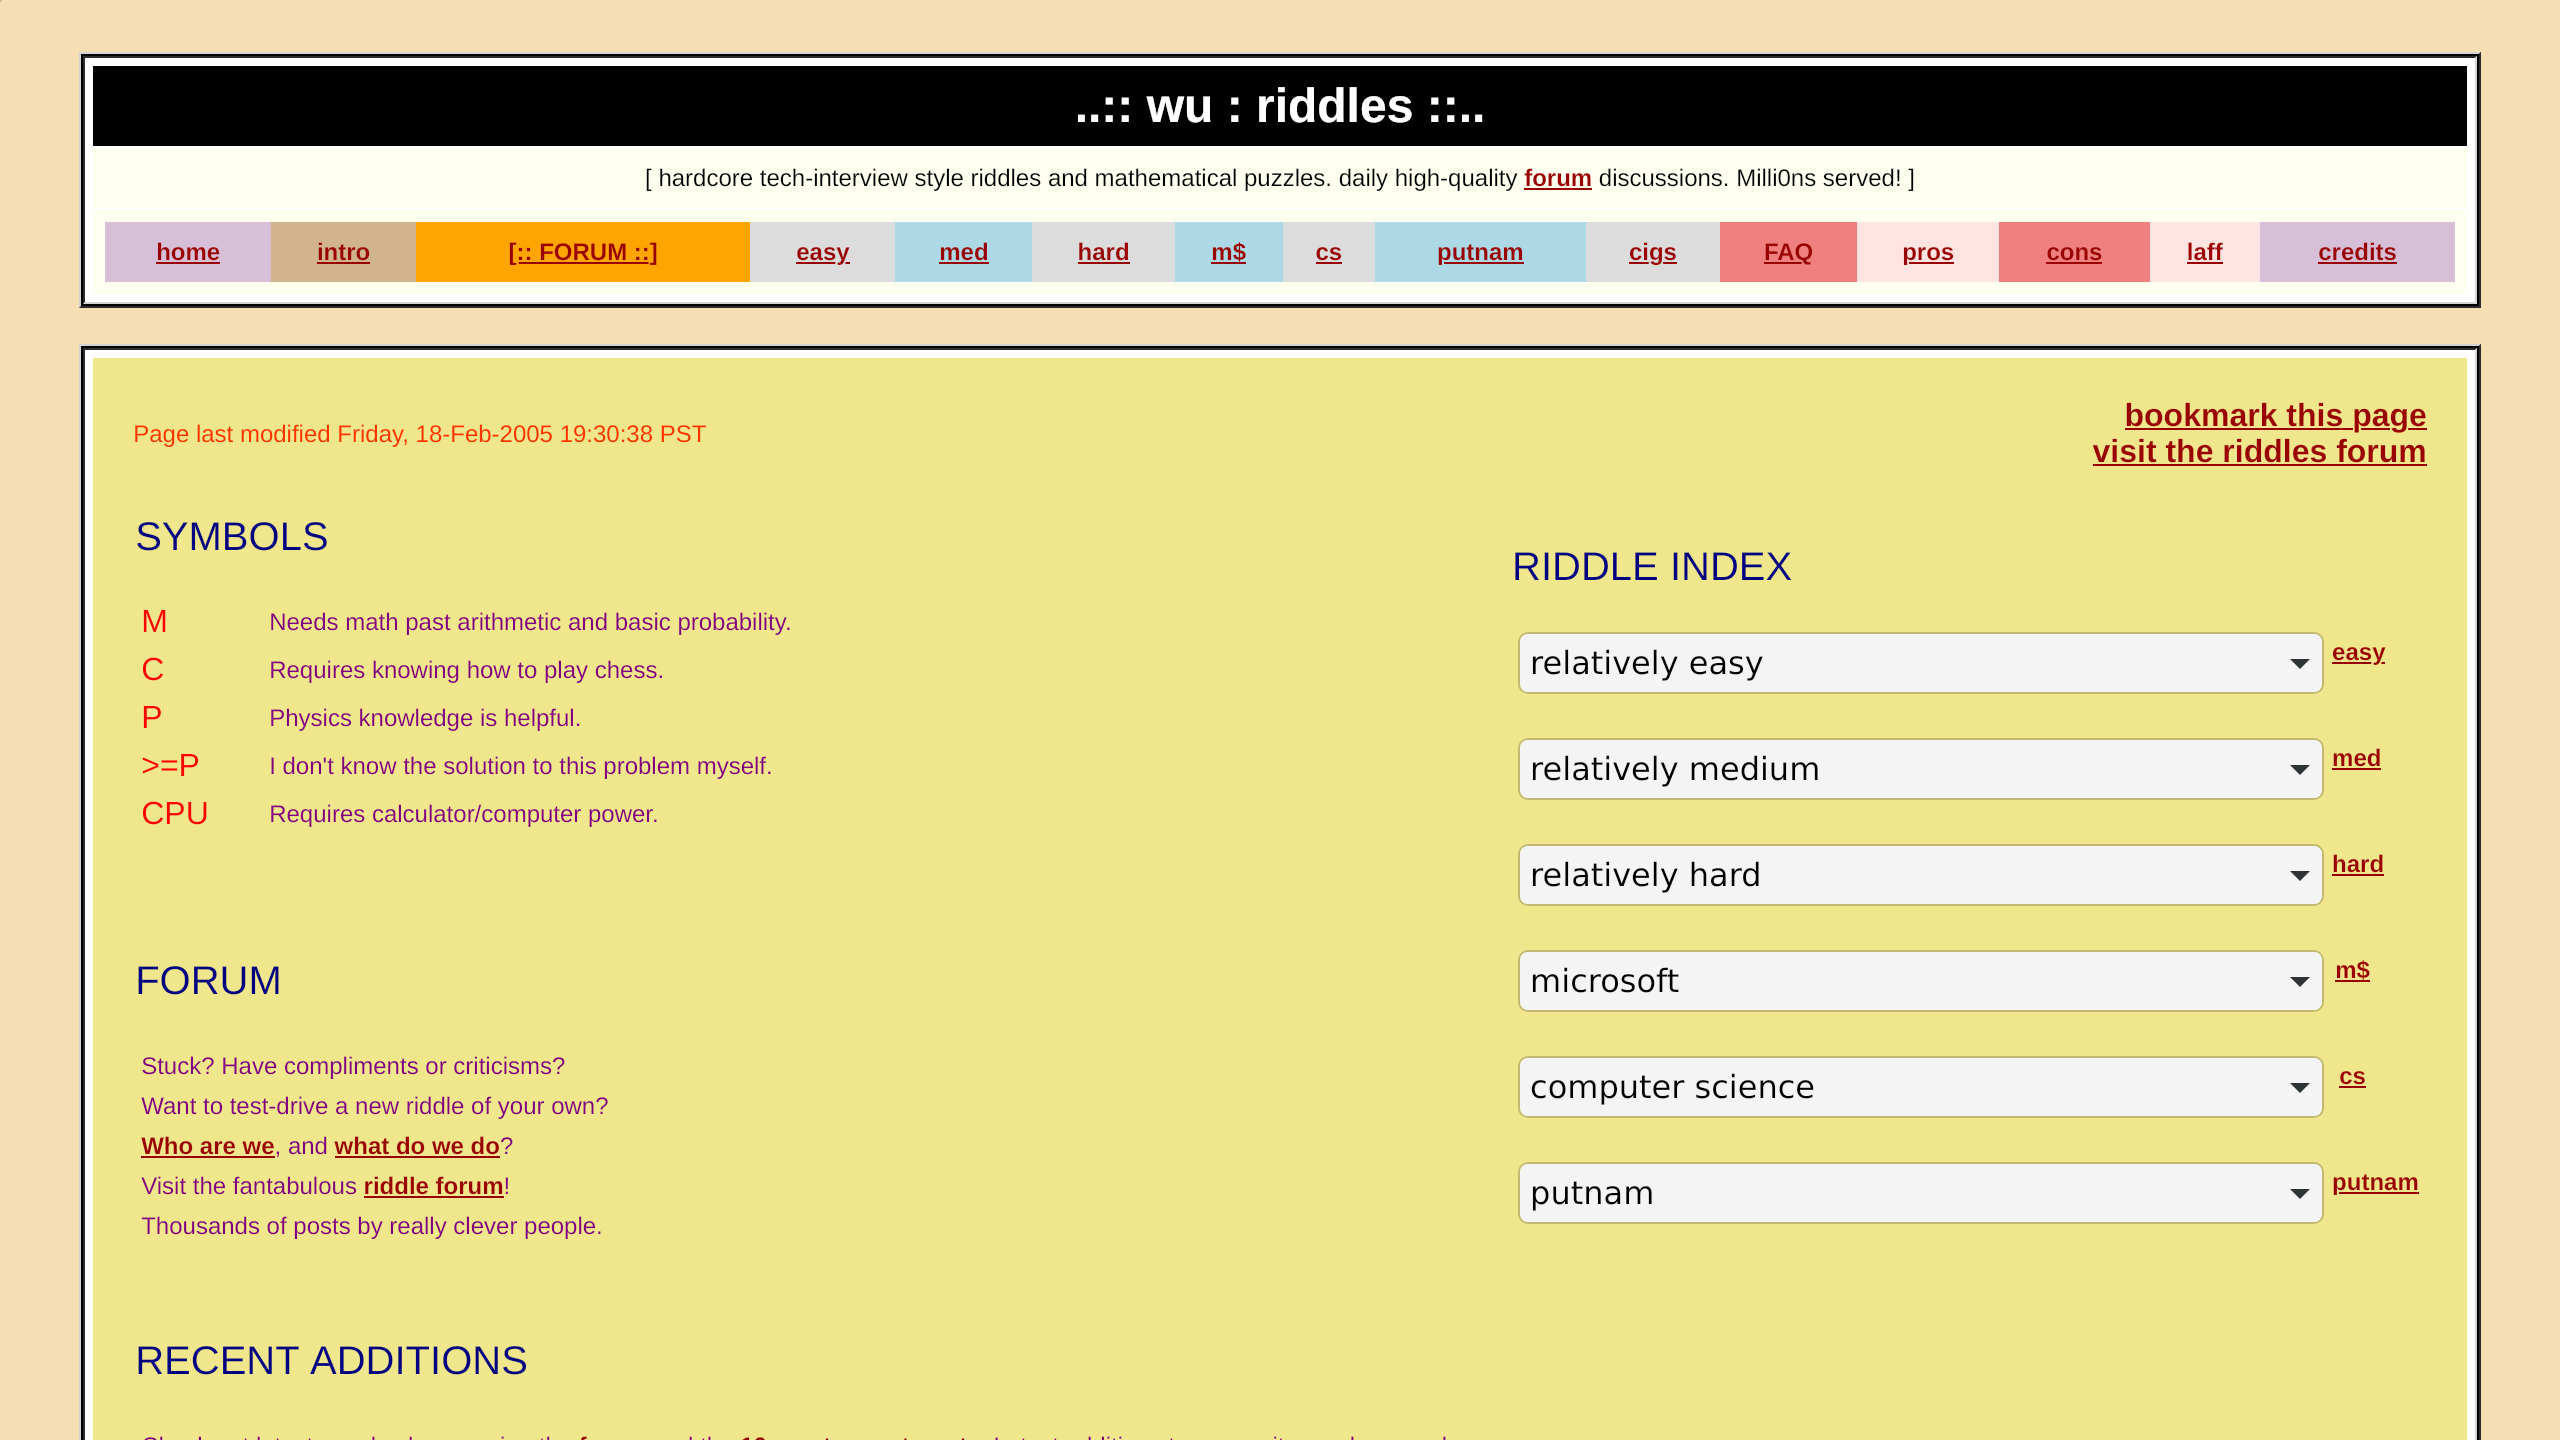 ..:: wu : riddles ::..
[ hardcore tech-interview style riddles and mathematical puzzles. daily high-quality forum discussions. Milli0ns served! ]
home intro [:: FORUM ::] easy med hard m$ cs putnam cigs FAQ pros cons laff credits
bookmark this page
Page last modified Friday, 18-Feb-2005 19:30:38 PST
visit the riddles forum
SYMBOLS
M Needs math past arithmetic and basic probability.
C Requires knowing how to play chess.
P Physics knowledge is helpful.
>=P I don't know the solution to this problem myself.
CPU Requires calculator/computer power.
FORUM
Stuck? Have compliments or criticisms?
Want to test-drive a new riddle of your own?
Who are we, and what do we do?
Visit the fantabulous riddle forum!
Thousands of posts by really clever people.
RIDDLE INDEX
relatively easy easy
relatively medium med
relatively hard hard
microsoft m$
computer science cs
putnam putnam
RECENT ADDITIONS